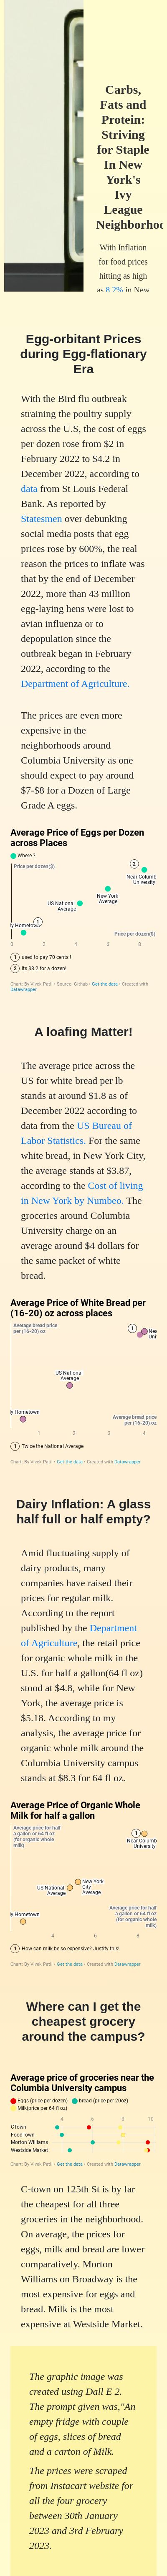 Carbs,
Fats and
Protein:
Striving
for Staple
In New
York's
Ivy
League
Neighborhoo
With Inflation
for food prices
hitting as high
as 8.2% in New
Egg-orbitant Prices
during Egg-flationary
Era
With the Bird flu outbreak
straining the poultry supply
across the U.S, the cost of eggs
per dozen rose from $2 in
February 2022 to $4.2 in
December 2022, according to
data from St Louis Federal
Bank. As reported by
Statesmen over debunking
social media posts that egg
prices rose by 600%, the real
reason the prices to inflate was
that by the end of December
2022, more than 43 million
egg-laying hens were lost to
avian influenza or to
depopulation since the
outbreak began in February
2022, according to the
Department of Agriculture.
The prices are even more
expensive in the
neighborhoods around
Columbia University as one
should expect to pay around
$7-$8 for a Dozen of Large
Grade A eggs.
Average Price of Eggs per Dozen
across Places
Where ?
Price per dozen($)
2
Near Columb
University
New York
Average
US National
Average
1
y Hometown
Price per dozen($)
0 2 4 6 8
1 used to pay 70 cents !
2 its $8.2 for a dozen!
Chart: By Vivek Patil • Source: Github • Get the data • Created with
Datawrapper
A loafing Matter!
The average price across the
US for white bread per lb
stands at around $1.8 as of
December 2022 according to
data from the US Bureau of
Labor Statistics. For the same
white bread, in New York City,
the average stands at $3.87,
according to the Cost of living
in New York by Numbeo. The
groceries around Columbia
University charge on an
average around 4 dollars for
the same packet of white
bread.
Average Price of White Bread per
(16-20) oz across places
Average bread price
per (16-20) oz
1
Nea
Uni
US National
Average
y Hometown
Average bread price
per (16-20) oz
1 2 3 4
1 Twice the National Average
Chart: By Vivek Patil • Get the data • Created with Datawrapper
Dairy Inflation: A glass
half full or half empty?
Amid fluctuating supply of
dairy products, many
companies have raised their
prices for regular milk.
According to the report
published by the Department
of Agriculture, the retail price
for organic whole milk in the
U.S. for half a gallon(64 fl oz)
stood at $4.8, while for New
York, the average price is
$5.18. According to my
analysis, the average price for
organic whole milk around the
Columbia University campus
stands at $8.3 for 64 fl oz.
Average Price of Organic Whole
Milk for half a gallon
Average price for half
a gallon or 64 fl oz
(for organic whole
milk)
1
Near Columb
University
New York
City
Average
US National
Average
Average price for half
a gallon or 64 fl oz
(for organic whole
milk)
y Hometown
4 6 8
1 How can milk be so expensive? Justify this!
Chart: By Vivek Patil • Get the data • Created with Datawrapper
Where can I get the
cheapest grocery
around the campus?
Average price of groceries near the
Columbia University campus
Eggs (price per dozen) bread (price per 20oz)
Milk(price per 64 fl oz)
4 6 8 10
CTown
FoodTown
Morton Williams
Westside Market
Chart: By Vivek Patil • Get the data • Created with Datawrapper
C-town on 125th St is by far
the cheapest for all three
groceries in the neighborhood.
On average, the prices for
eggs, milk and bread are lower
comparatively. Morton
Williams on Broadway is the
most expensive for eggs and
bread. Milk is the most
expensive at Westside Market.
The graphic image was
created using Dall E 2.
The prompt given was,"An
empty fridge with couple
of eggs, slices of bread
and a carton of Milk.
The prices were scraped
from Instacart website for
all the four grocery
between 30th January
2023 and 3rd February
2023.